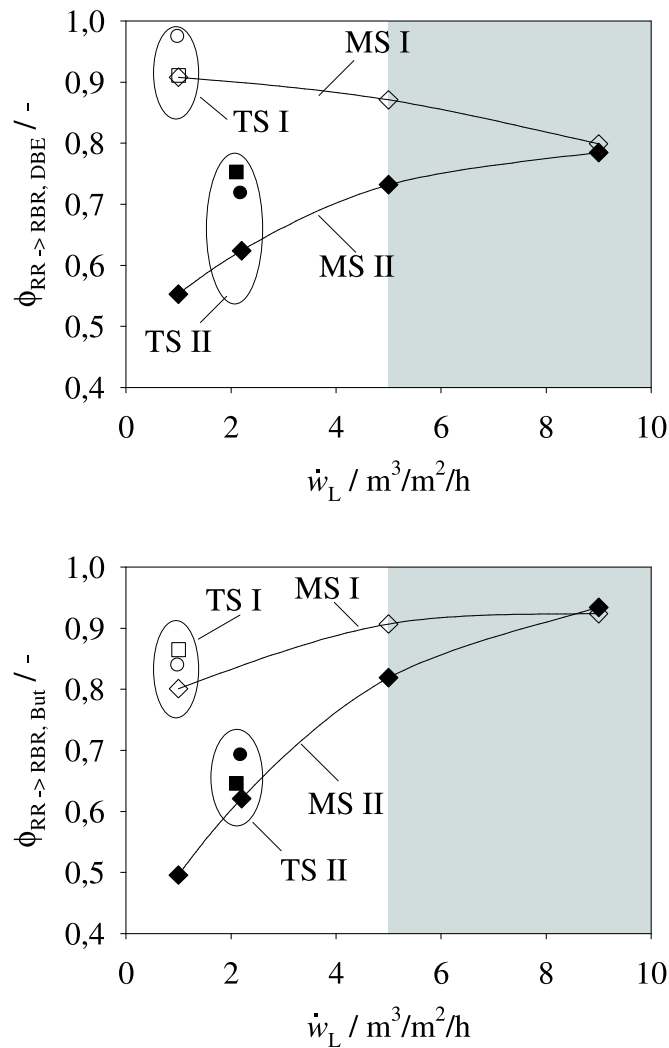 1,0
0,9
0,8
0,7
0,6
0,5
0,4
ϕRR -> RBR, DBE / -
MS I
TS I
MS II
TS II
0 2 4 6 8 10
ẇL / m³/m²/h
1,0
0,9
0,8
0,7
0,6
0,5
0,4
ϕRR -> RBR, But / -
TS I
MS I
MS II
TS II
0 2 4 6 8 10
ẇL / m³/m²/h